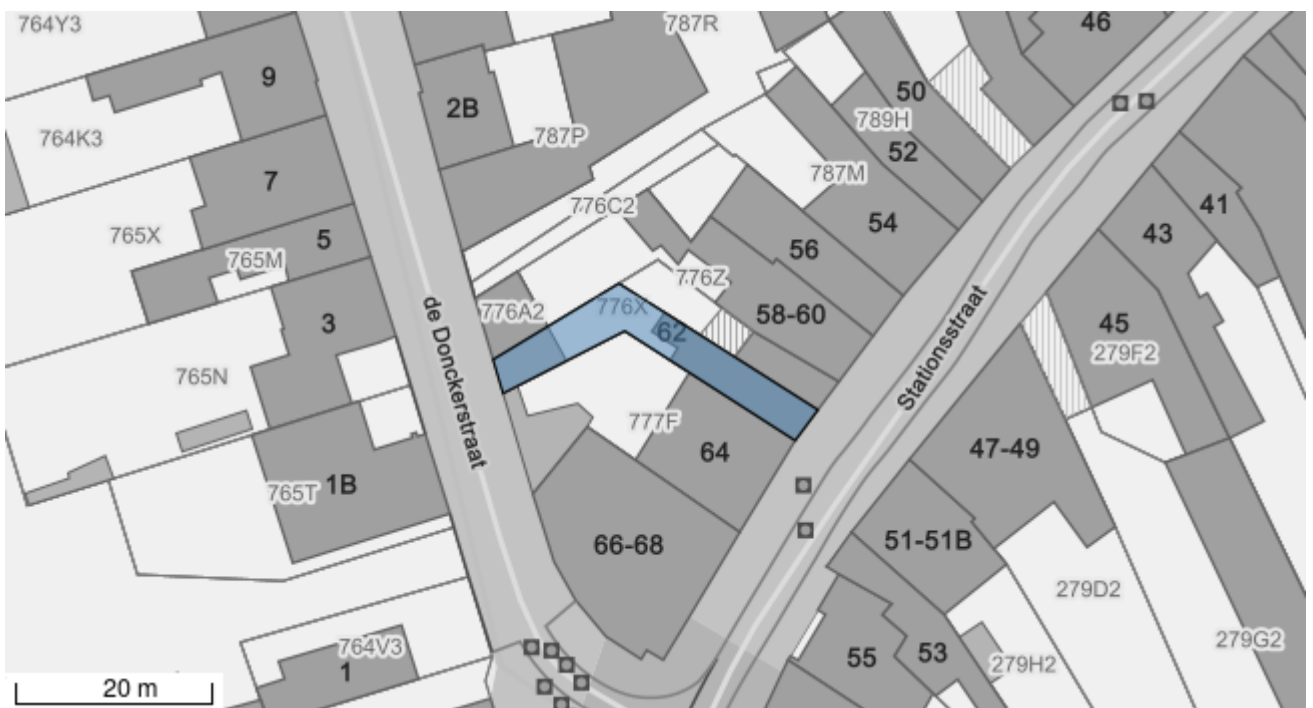 764Y3
787R
46
9
2B
50
764K3
787P
789H
52
7
787M
41
776C2
54
765X
5
43
56
765M
776Z
776A2
776X
3
58-60
62
45
de Donckerstraat
Stationsstraat
279F2
765N
777F
64
47-49
1B
765T
66-68
51-51B
279D2
279G2
764V3
53
55
279H2
1
20 m